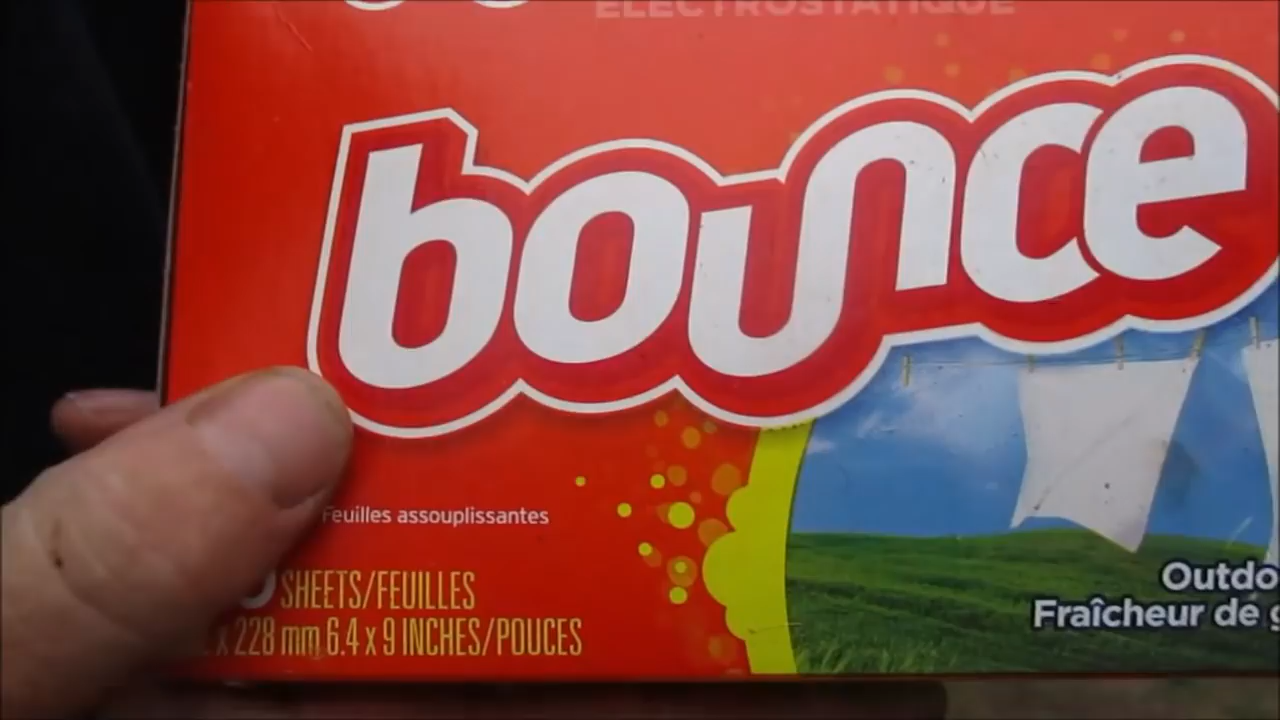 ÉLECTROSTATIQUE
bounce
Feuilles assouplissantes
SHEETS/FEUILLES
x 228 mm 6.4 x 9 INCHES/POUCES
Outdo
Fraîcheur de g